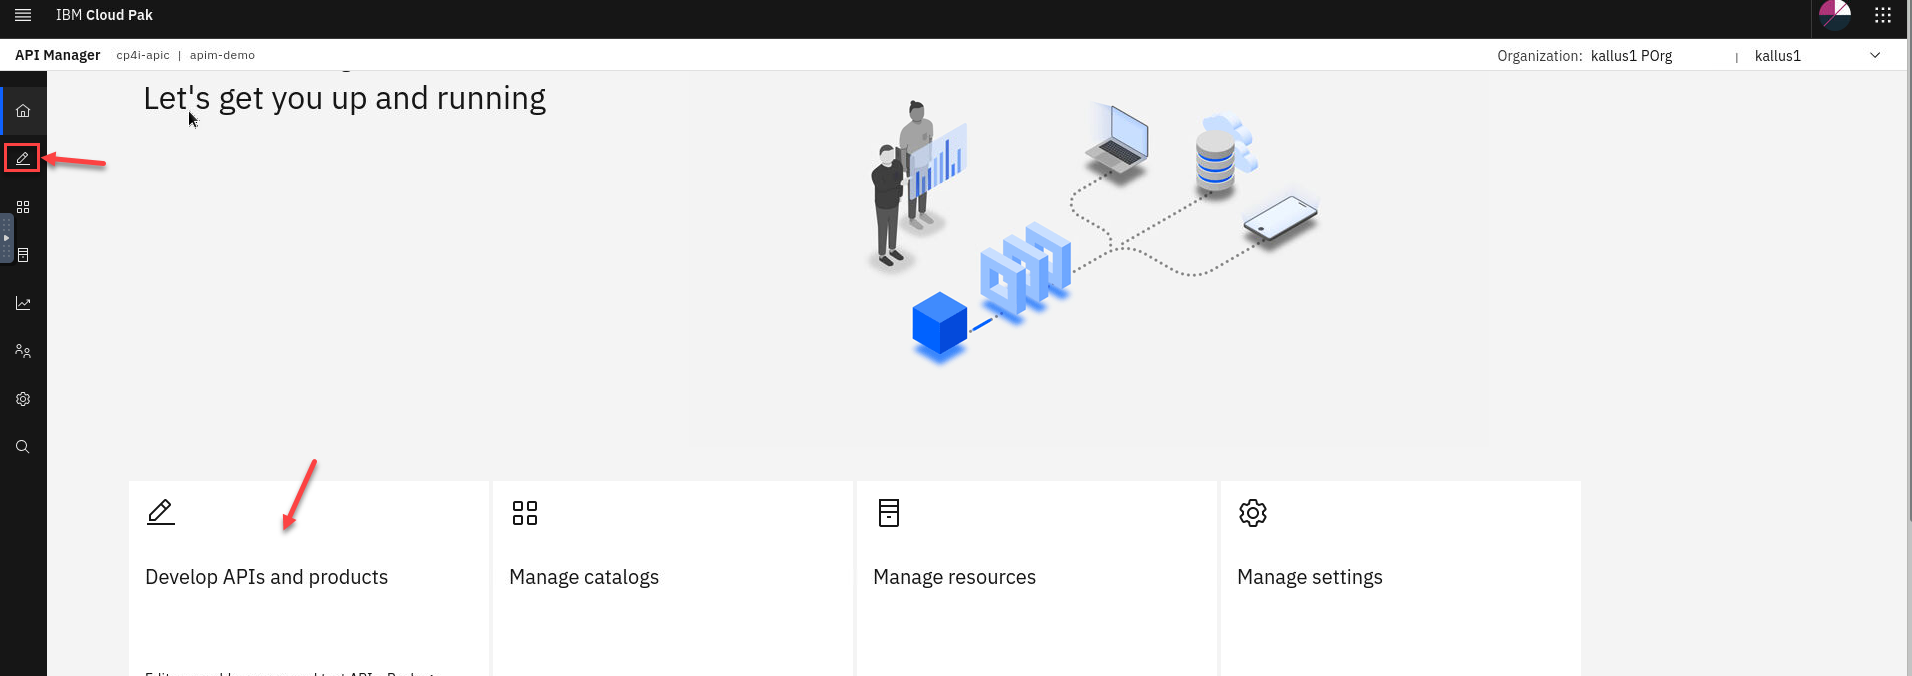 IBM Cloud Pak
API Manager cp4i-apic | apim-demo Organization: kallus1 POrg | kallus1
Let's get you up and running
Develop APIs and products
Manage catalogs
Manage resources
Manage settings